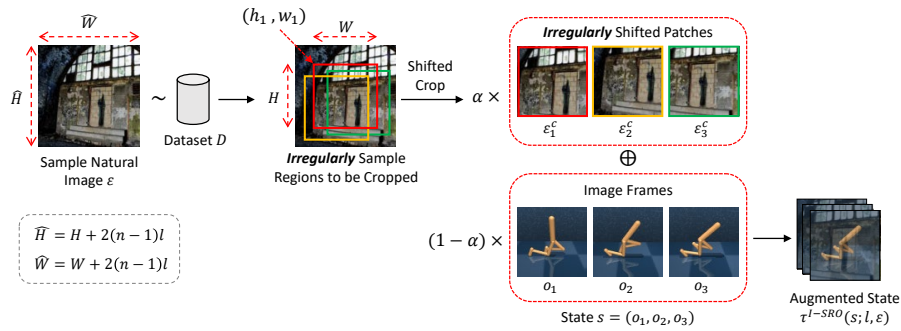 Ŵ
(h₁, w₁)
W
Irregularly Shifted Patches
Ĥ
~
H
Shifted
Crop
α ×
ε₁ᶜ
ε₂ᶜ
ε₃ᶜ
Dataset D
Sample Natural
Image ε
Irregularly Sample
Regions to be Cropped
⊕
Image Frames
Ĥ = H + 2(n − 1)l
Ŵ = W + 2(n − 1)l
(1 − α) ×
o₁
o₂
o₃
State s = (o₁, o₂, o₃)
Augmented State
τᴵ⁻ˢᴿᴼ(s; l, ε)